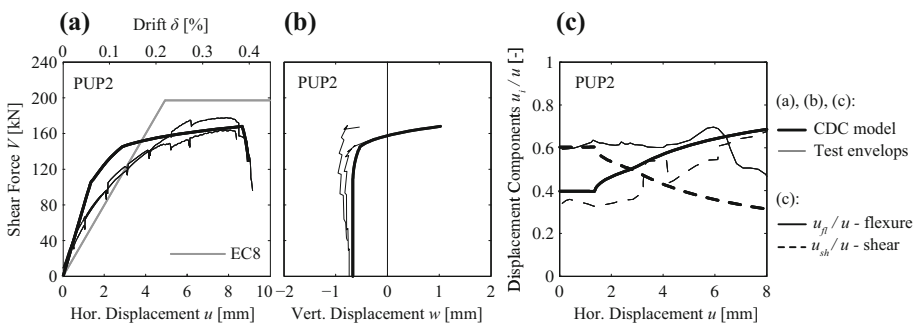 (a)
Drift δ [%]
0 0.1 0.2 0.3 0.4
PUP2
Shear Force V [kN]
240
200
160
120
80
40
0
EC8
0 2 4 6 8 10
Hor. Displacement u [mm]
(b)
PUP2
−2 −1 0 1 2
Vert. Displacement w [mm]
(c)
PUP2
Displacement Components u_i / u [-]
1
0.8
0.6
0.4
0.2
0
0 2 4 6 8
Hor. Displacement u [mm]
(a), (b), (c):
CDC model
Test envelops
(c):
u_fl / u - flexure
u_sh / u - shear